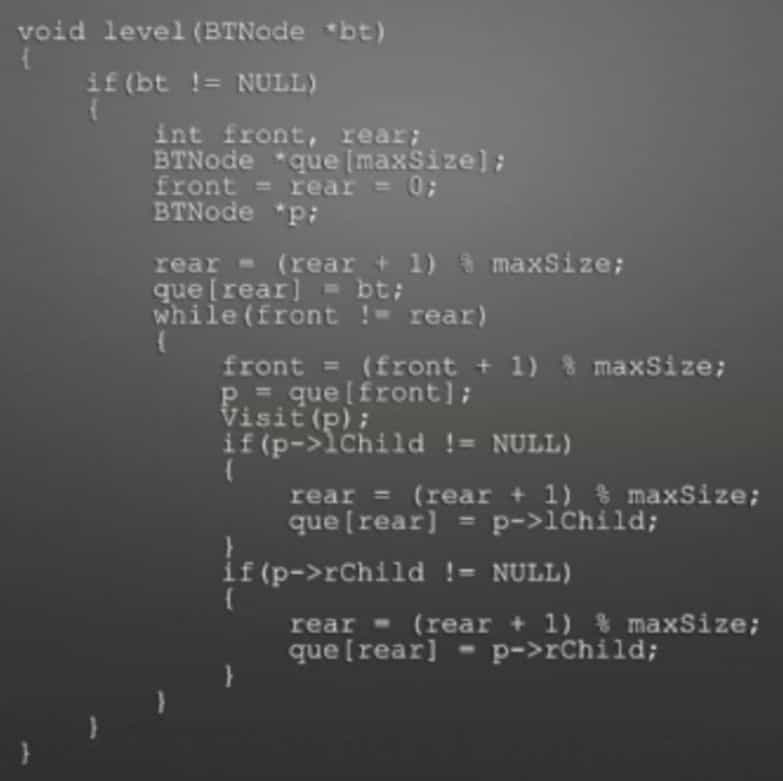 void level(BTNode *bt)
{
    if(bt != NULL)
    {
        int front, rear;
        BTNode *que[maxSize];
        front = rear = 0;
        BTNode *p;

        rear = (rear + 1) % maxSize;
        que[rear] = bt;
        while(front != rear)
        {
            front = (front + 1) % maxSize;
            p = que[front];
            Visit(p);
            if(p->lChild != NULL)
            {
                rear = (rear + 1) % maxSize;
                que[rear] = p->lChild;
            }
            if(p->rChild != NULL)
            {
                rear = (rear + 1) % maxSize;
                que[rear] = p->rChild;
            }
        }
    }
}